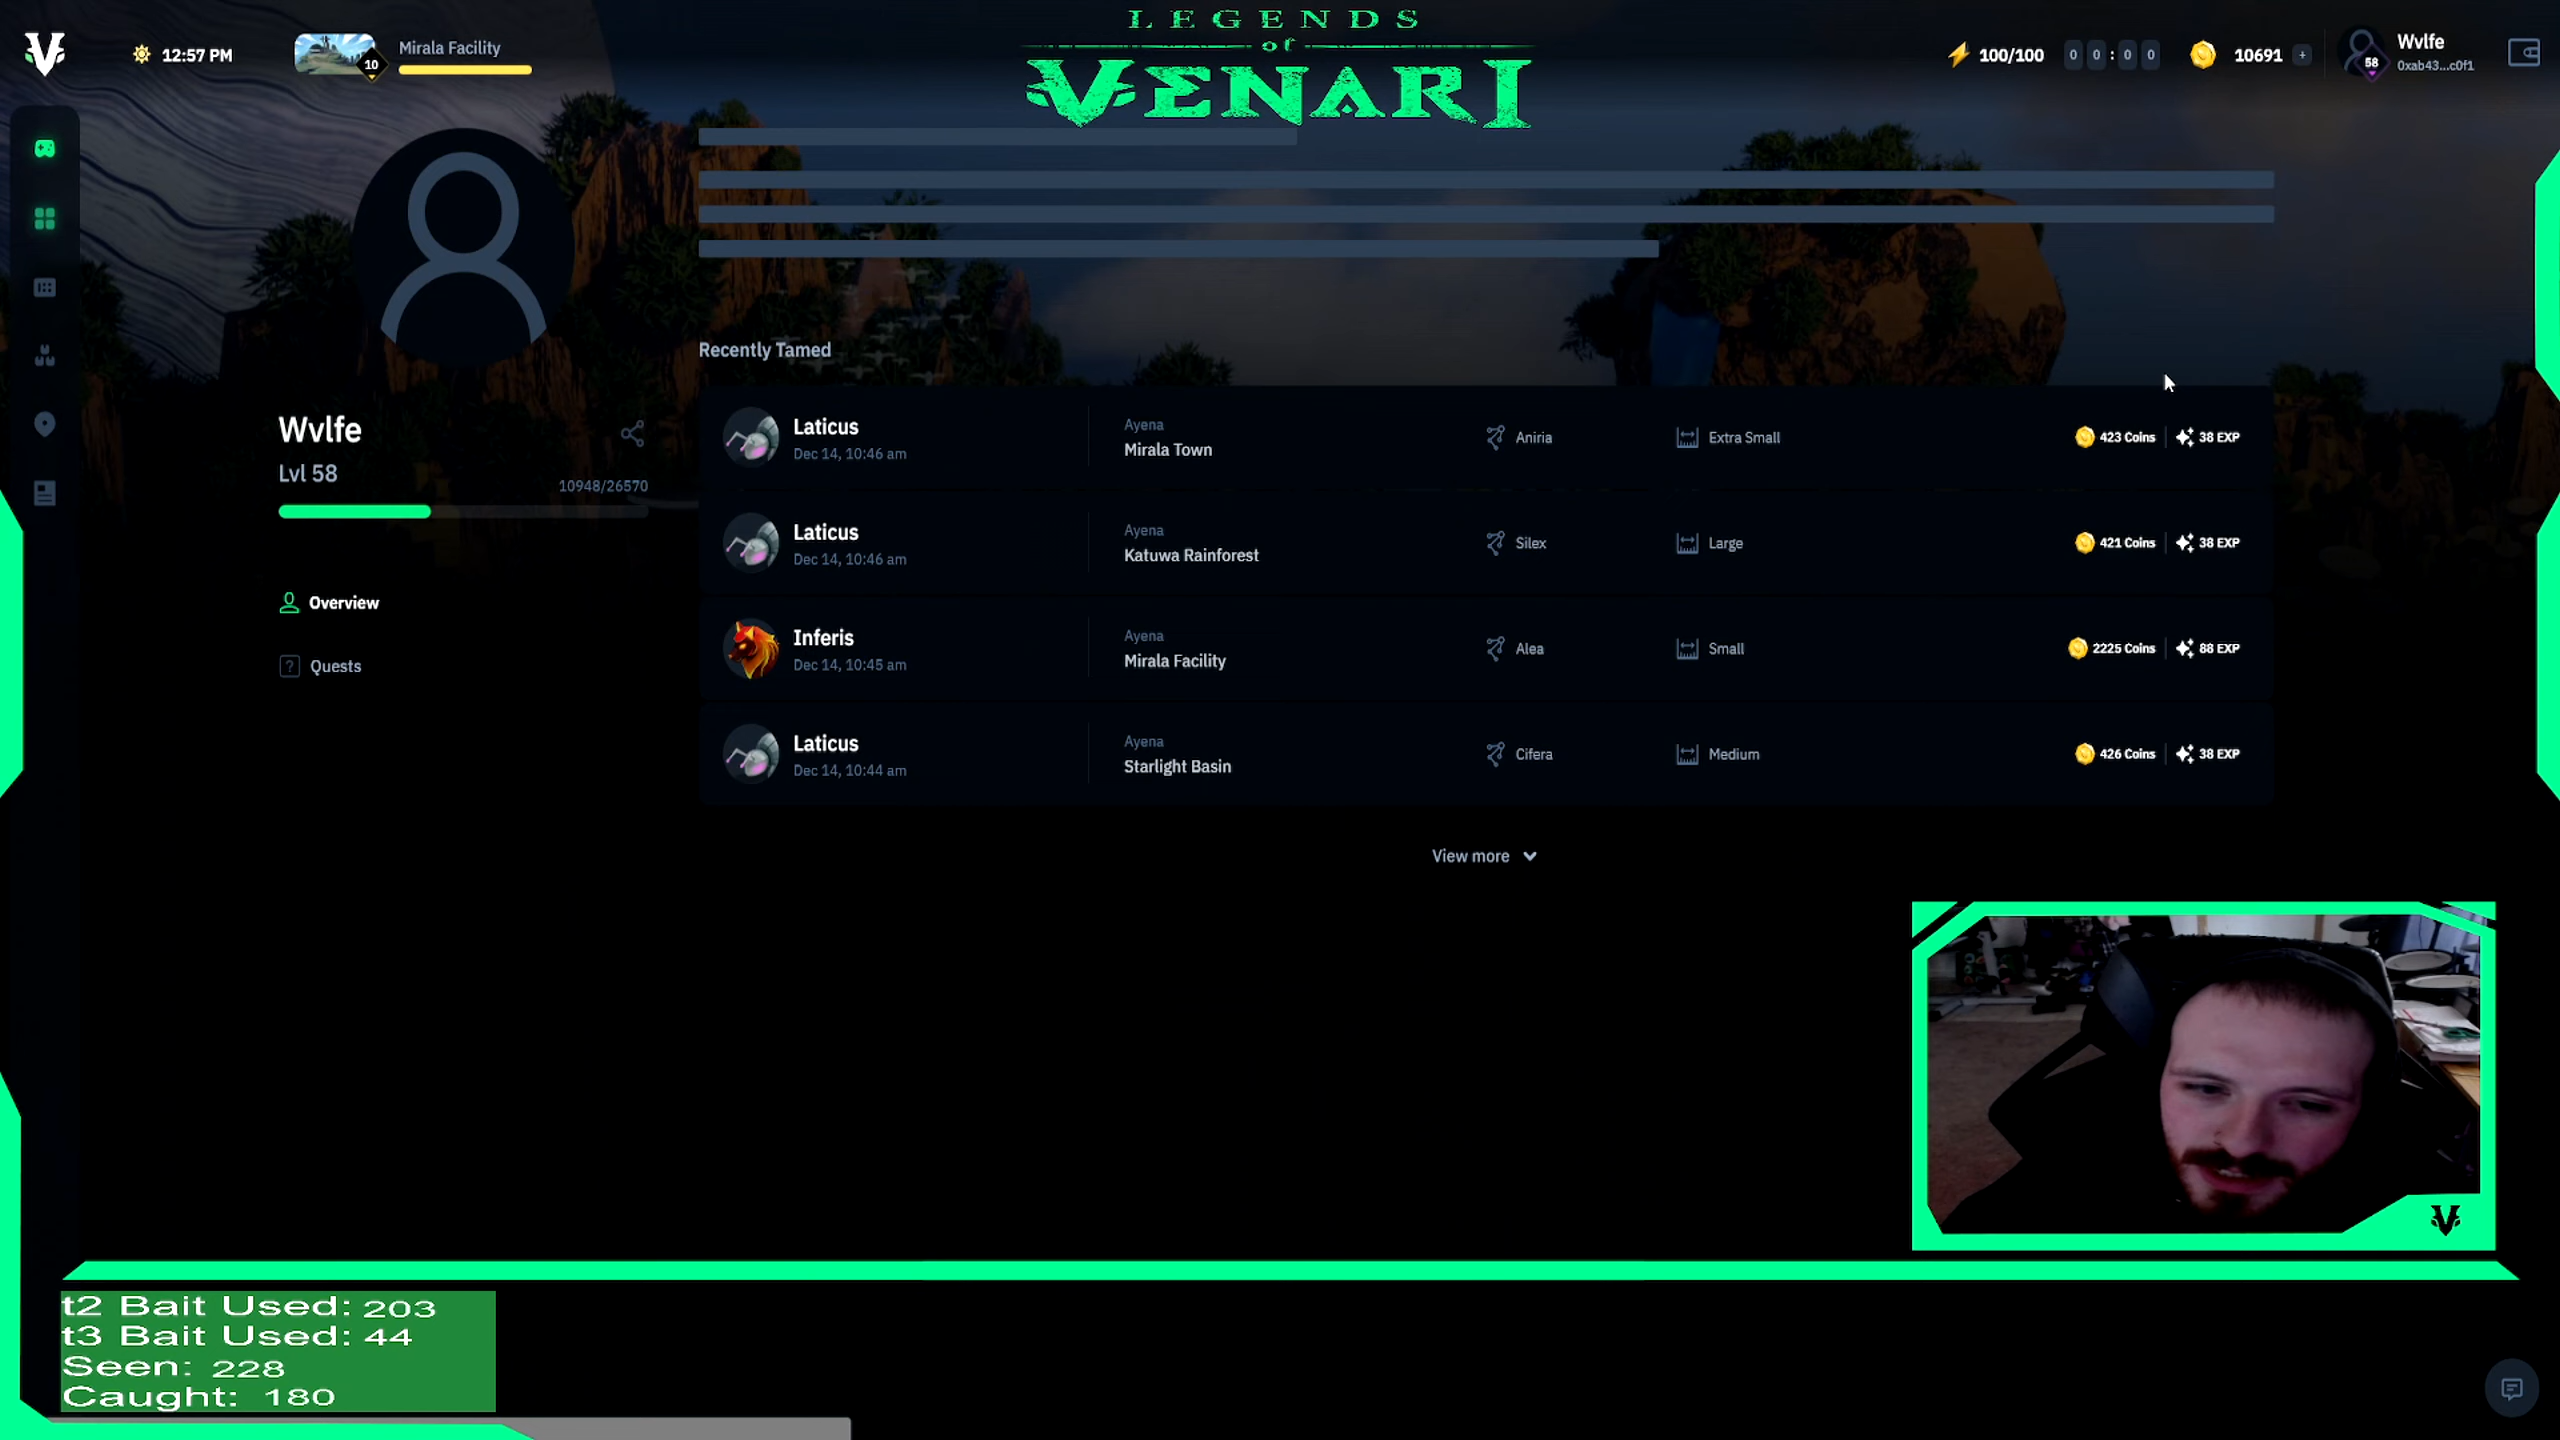 LEGENDS
of
VENARI
12:57 PM
10
Mirala Facility
100/100
0 0 : 0 0
10691 +
58
Wvlfe
0xab43...c0f1
Wvlfe
Lvl 58
10948/26570
Overview
? Quests
Recently Tamed
Laticus
Dec 14, 10:46 am
Ayena
Mirala Town
Aniria
Extra Small
423 Coins
38 EXP
Laticus
Dec 14, 10:46 am
Ayena
Katuwa Rainforest
Silex
Large
421 Coins
38 EXP
Inferis
Dec 14, 10:45 am
Ayena
Mirala Facility
Alea
Small
2225 Coins
88 EXP
Laticus
Dec 14, 10:44 am
Ayena
Starlight Basin
Cifera
Medium
426 Coins
38 EXP
View more
t2 Bait Used: 203
t3 Bait Used: 44
Seen: 228
Caught: 180